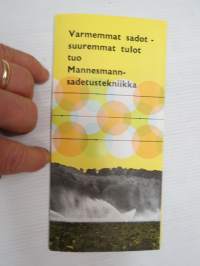 Varmemmat sadot -
suuremmat tulot
tuo
Mannesmann-
sadetustekniikka